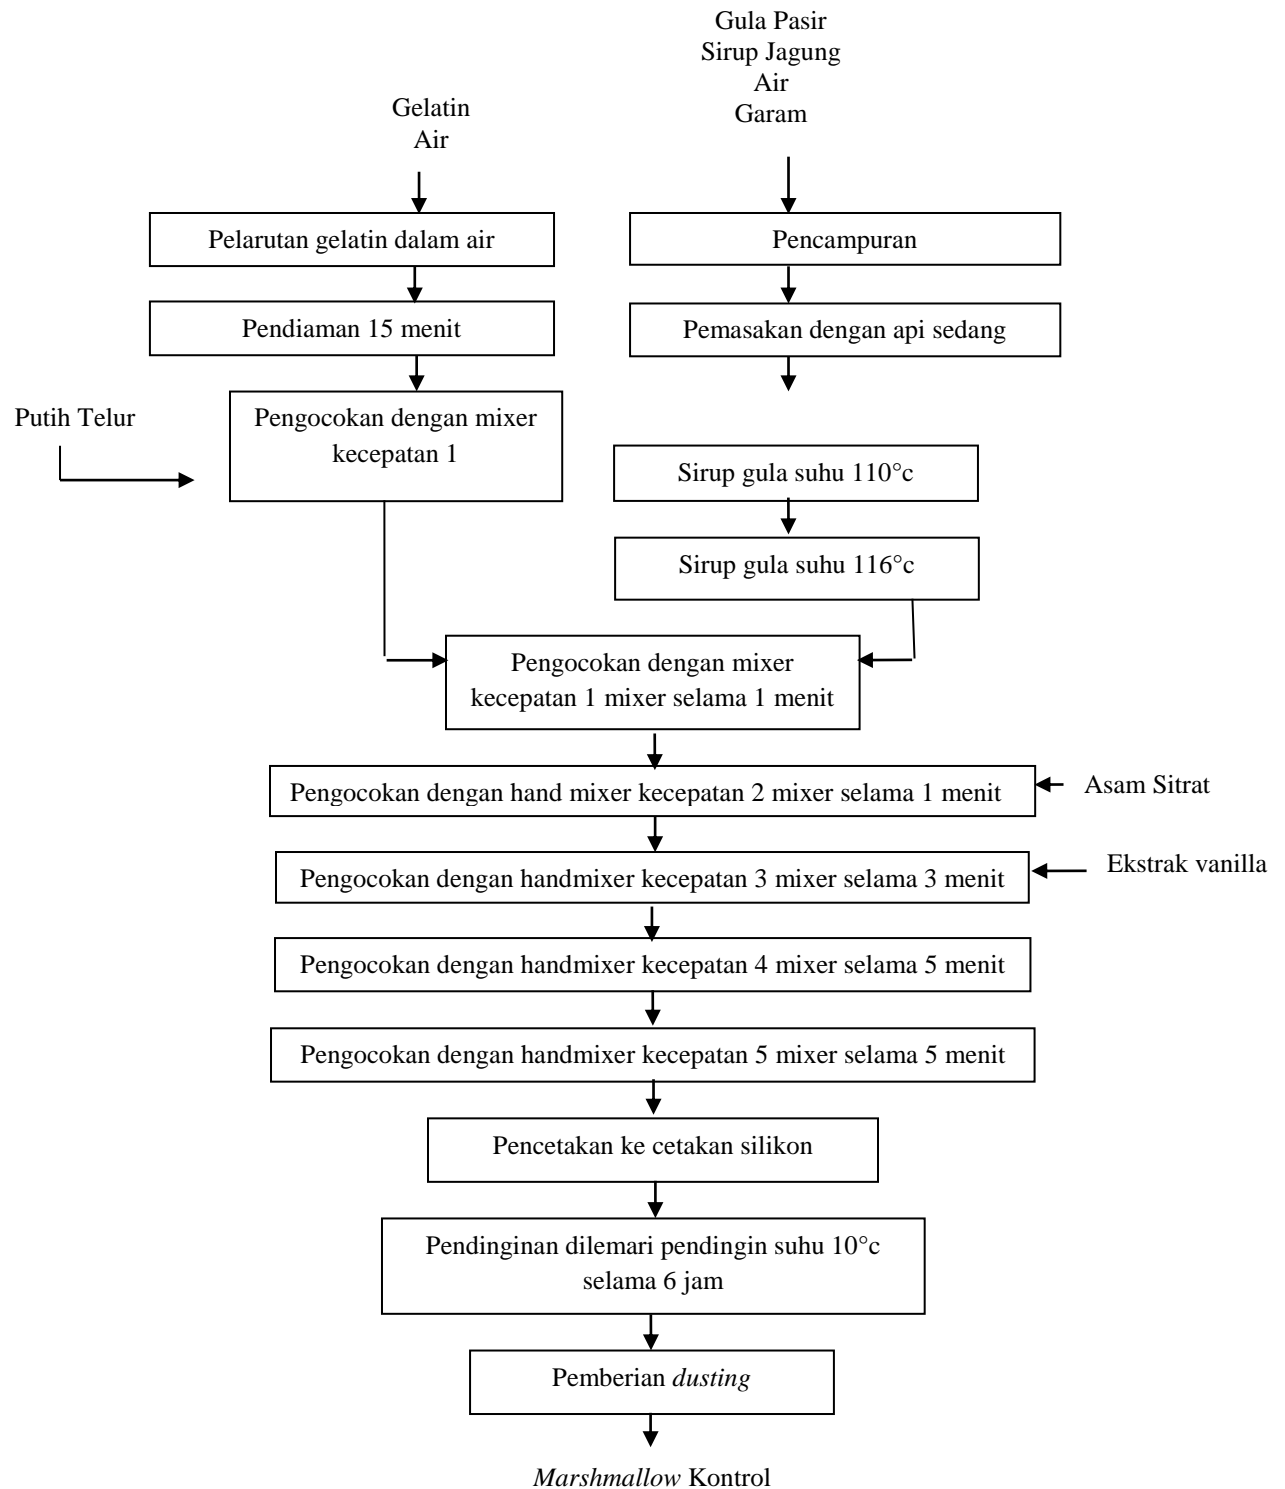 Gula Pasir
Sirup Jagung
Air
Garam
Gelatin
Air
Pelarutan gelatin dalam air
Pencampuran
Pendiaman 15 menit
Pemasakan dengan api sedang
Putih Telur
Pengocokan dengan mixer
kecepatan 1
Sirup gula suhu 110°c
Sirup gula suhu 116°c
Pengocokan dengan mixer
kecepatan 1 mixer selama 1 menit
Pengocokan dengan hand mixer kecepatan 2 mixer selama 1 menit
Asam Sitrat
Pengocokan dengan handmixer kecepatan 3 mixer selama 3 menit
Ekstrak vanilla
Pengocokan dengan handmixer kecepatan 4 mixer selama 5 menit
Pengocokan dengan handmixer kecepatan 5 mixer selama 5 menit
Pencetakan ke cetakan silikon
Pendinginan dilemari pendingin suhu 10°c
selama 6 jam
Pemberian dusting
Marshmallow Kontrol